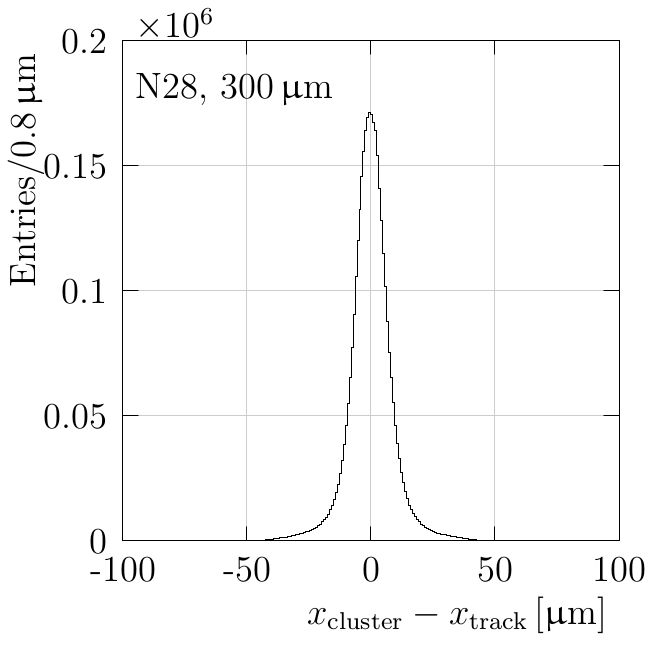 ×10⁶
0.2
N28, 300 μm
Entries/0.8 μm
0.15
0.1
0.05
0
-100 -50 0 50 100
x_cluster − x_track [μm]